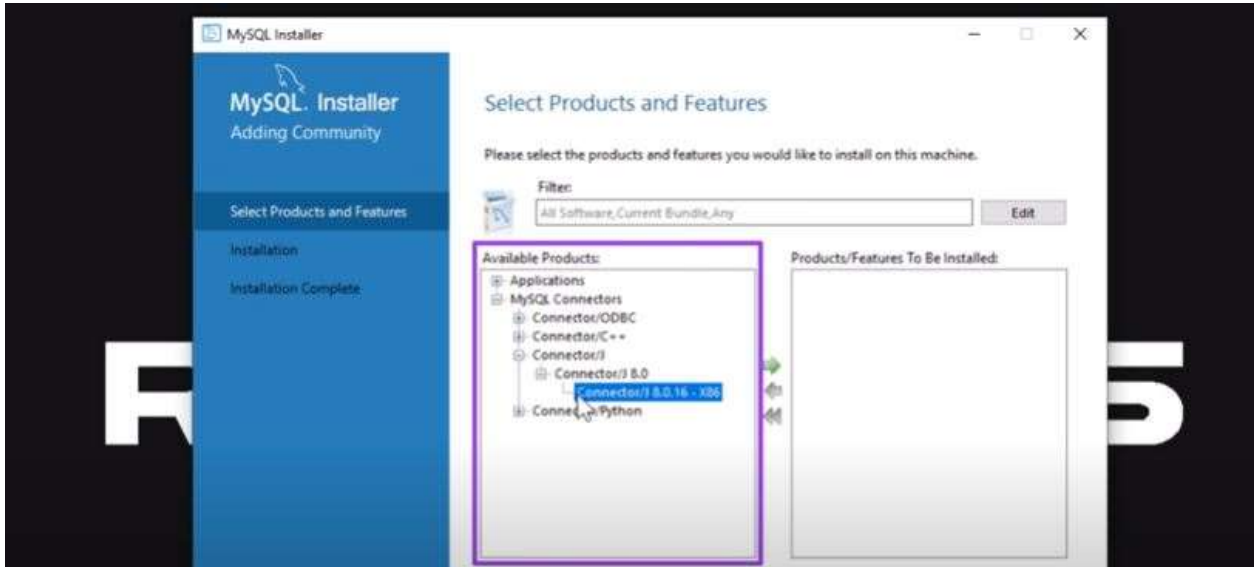 MySQL Installer
MySQL. Installer
Adding Community
Select Products and Features
Installation
Installation Complete
Select Products and Features
Please select the products and features you would like to install on this machine.
Filter:
All Software,Current Bundle,Any
Edit
Available Products:
Applications
MySQL Connectors
Connector/ODBC
Connector/C++
Connector/J
Connector/J 8.0
Connector/J 8.0.16 - X86
Connector/Python
Products/Features To Be Installed:
R
5